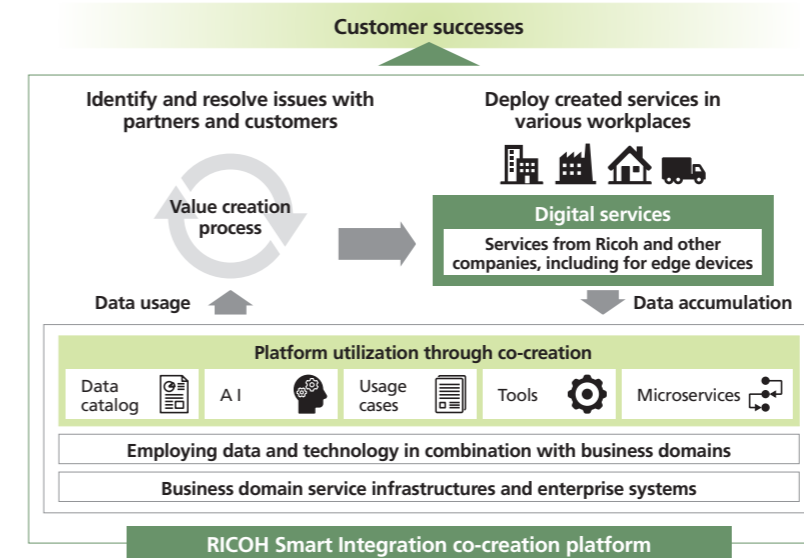 Customer successes
Identify and resolve issues with
partners and customers
Deploy created services in
various workplaces
Value creation
process
Digital services
Services from Ricoh and other
companies, including for edge devices
Data usage
Data accumulation
Platform utilization through co-creation
Data
catalog
AI
Usage
cases
Tools
Microservices
Employing data and technology in combination with business domains
Business domain service infrastructures and enterprise systems
RICOH Smart Integration co-creation platform